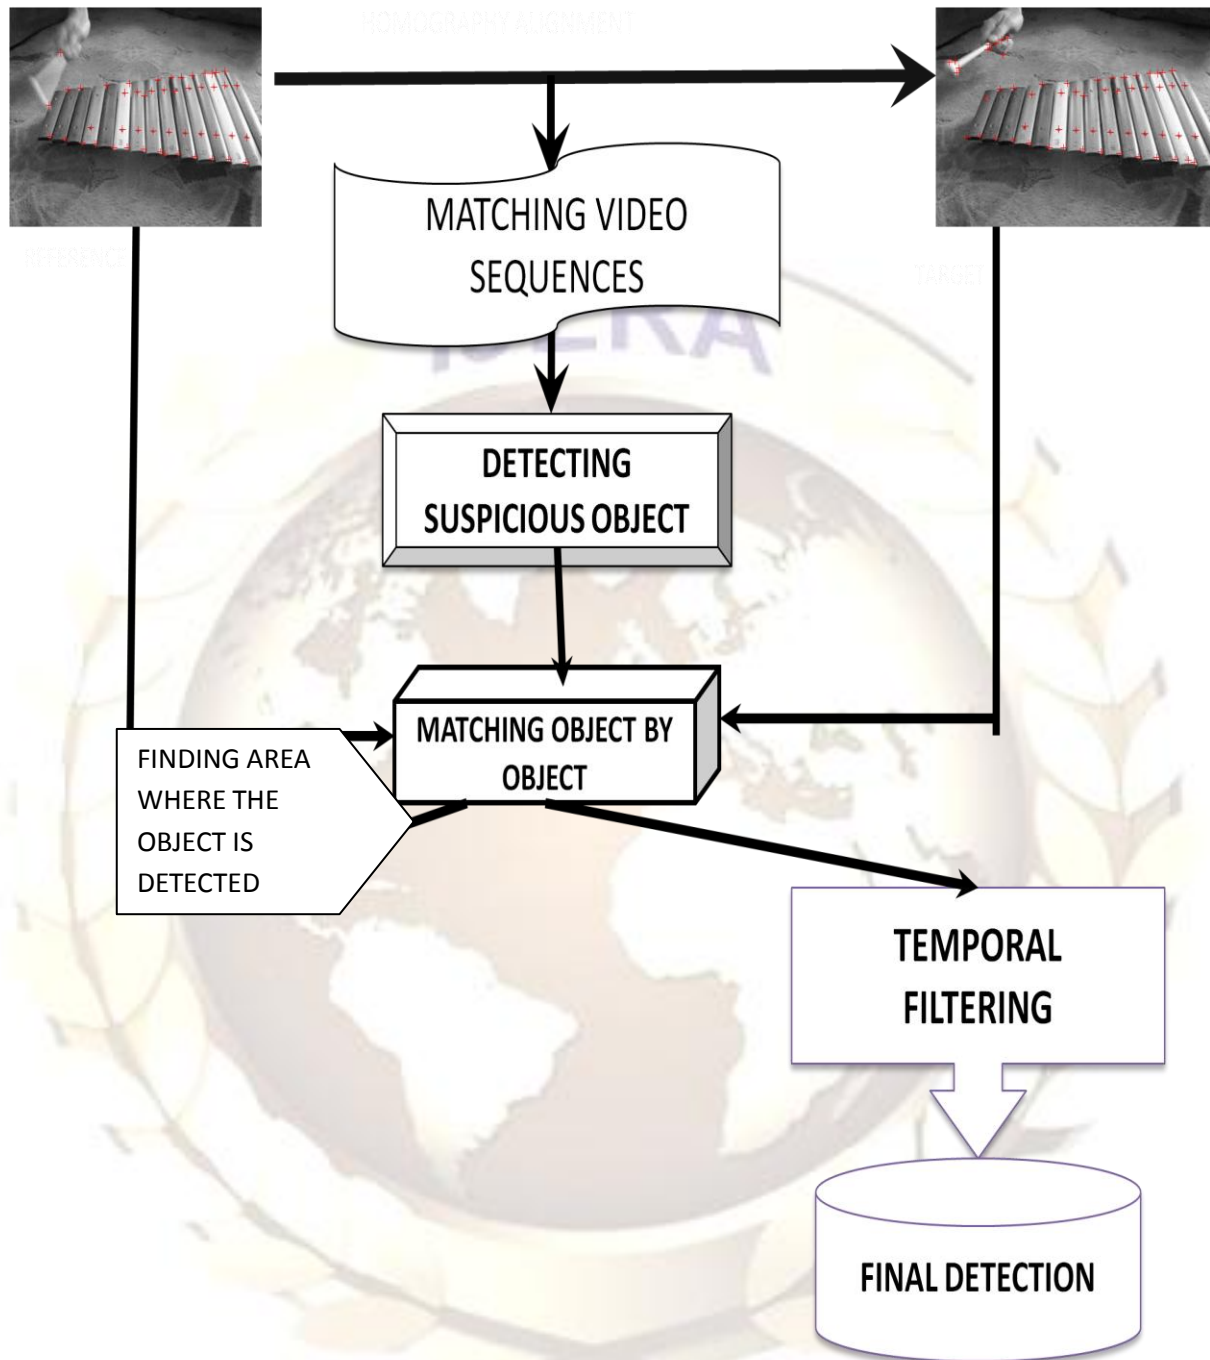 HOMOGRAPHY ALIGNMENT
MATCHING VIDEO
SEQUENCES
TARGET
DETECTING
SUSPICIOUS OBJECT
MATCHING OBJECT BY
OBJECT
FINDING AREA
WHERE THE
OBJECT IS
DETECTED
TEMPORAL
FILTERING
FINAL DETECTION